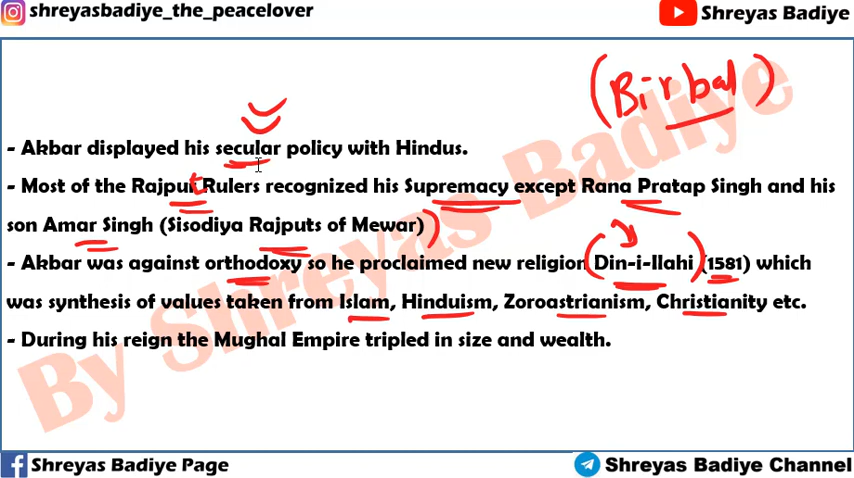 shreyasbadiye_the_peacelover
Shreyas Badiye
(Birbal)
- Akbar displayed his secular policy with Hindus.
- Most of the Rajput Rulers recognized his Supremacy except Rana Pratap Singh and his
son Amar Singh (Sisodiya Rajputs of Mewar)
- Akbar was against orthodoxy so he proclaimed new religion Din-i-Ilahi (1581) which
was synthesis of values taken from Islam, Hinduism, Zoroastrianism, Christianity etc.
- During his reign the Mughal Empire tripled in size and wealth.
By Shreyas Badiye
Shreyas Badiye Page
Shreyas Badiye Channel